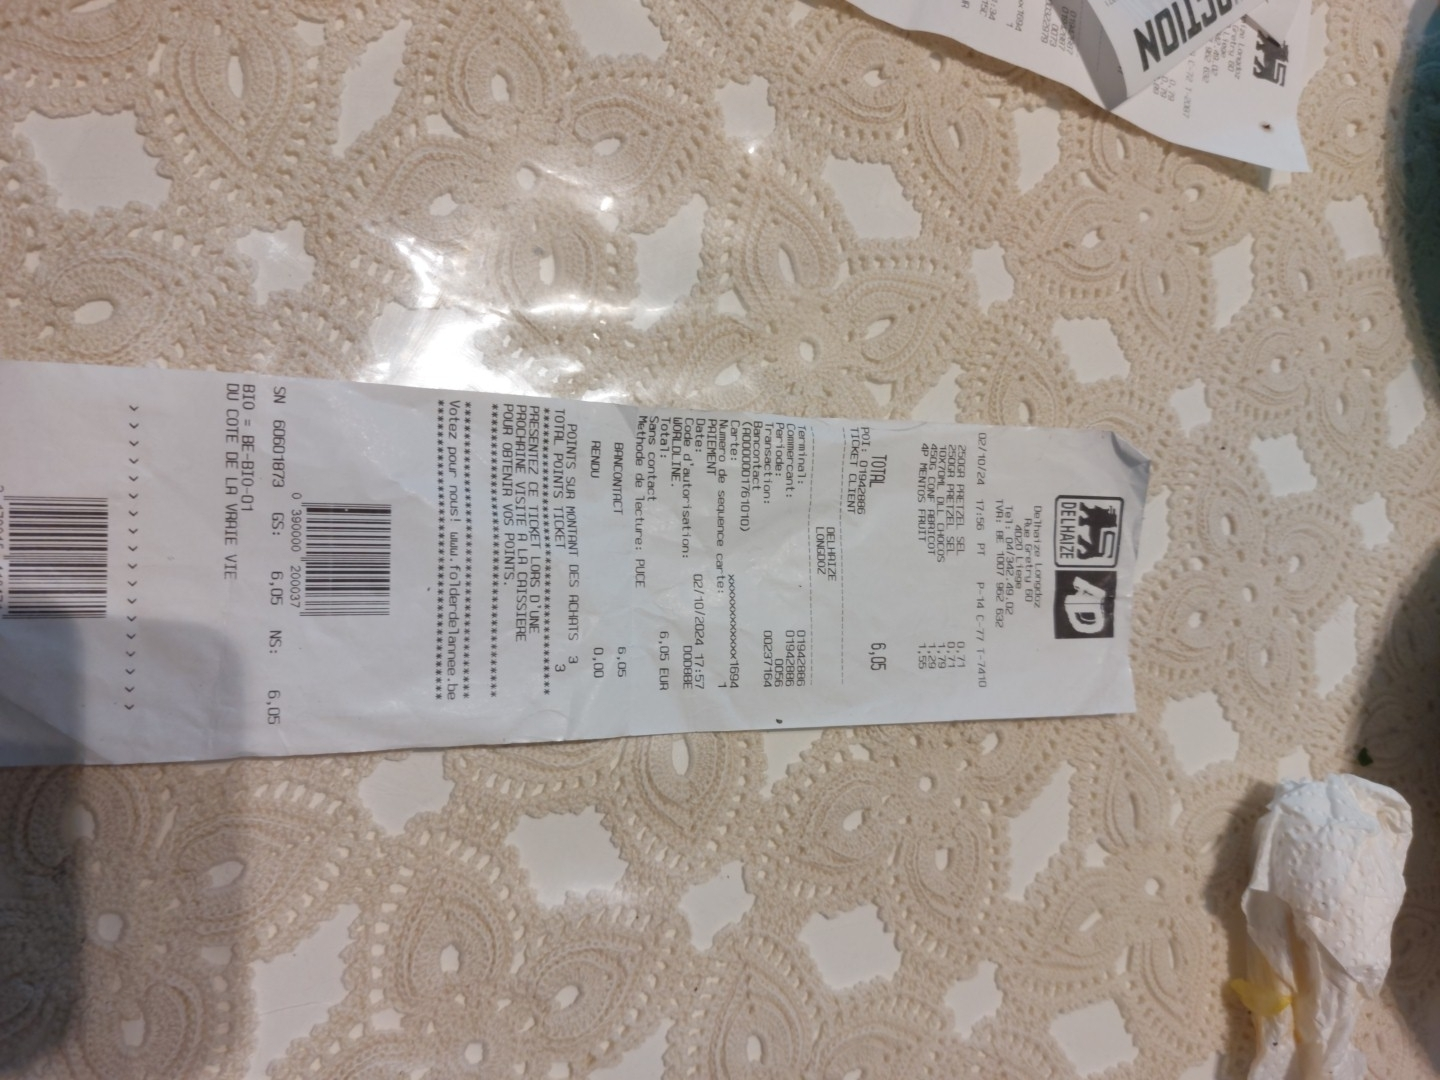 DELHAIZE
AD
Delhaize Longdoz
Rue Gretry 60
4020 Liege
Tel: 04/342.49.02
TVA: BE 1007 962 632
02/10/24 17:56 PT P-14 C-77 T-7410
250GR PRETZEL SEL 0,71
250GR PRETZEL SEL 0,71
10X70ML DLL CHOCOS 1,79
450G CONF ABRICOT 1,29
4P MENTOS FRUIT 1,55
TOTAL 6,05
POI: 01942886
TICKET CLIENT
DELHAIZE
LONGDOZ
Terminal: 01942886
Commercant: 01942886
Periode: 0056
Transaction: 00237164
Bancontact
(A0000001761010)
Carte: xxxxxxxxxxxxx1694
Numero de sequence carte: 1
PAIEMENT
Date: 02/10/2024 17:57
Code d'autorisation: 000BBE
WORLDLINE.
Total: 6,05 EUR
Sans contact
Methode de lecture: PUCE
BANCONTACT 6,05
RENDU 0,00
POINTS SUR MONTANT DES ACHATS 3
TOTAL POINTS TICKET 3
PRESENTEZ CE TICKET LORS D'UNE
PROCHAINE VISITE A LA CAISSIERE
POUR OBTENIR VOS POINTS.
Votez pour nous! www.folderdelannee.be
0 390000 200037
SN 60601873 GS: 6,05 NS: 6,05
BIO = BE-BIO-01
DU COTE DE LA VRAIE VIE
> > > > > > > > > > > > > >